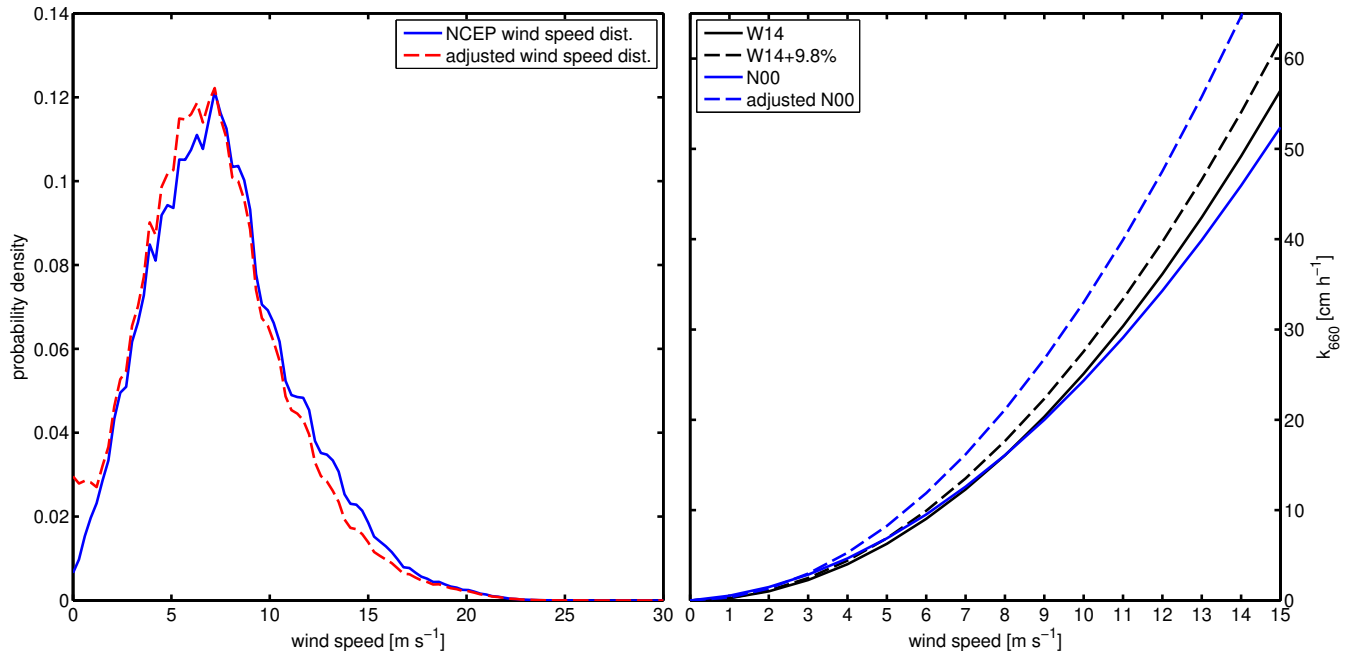 0.14
0.12
0.1
0.08
0.06
0.04
0.02
0
probability density
NCEP wind speed dist.
adjusted wind speed dist.
0 5 10 15 20 25 30
wind speed [m s⁻¹]
W14
W14+9.8%
N00
adjusted N00
60
50
40
30
20
10
0
k₆₆₀ [cm h⁻¹]
0 1 2 3 4 5 6 7 8 9 10 11 12 13 14 15
wind speed [m s⁻¹]